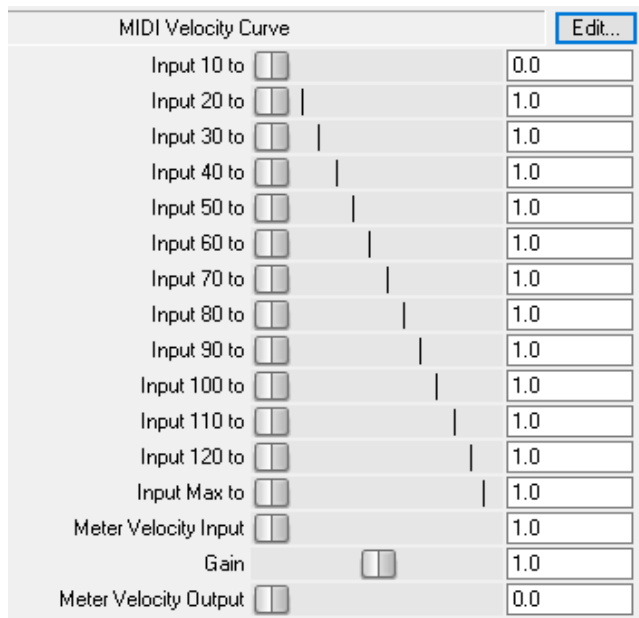 MIDI Velocity Curve Edit...
Input 10 to 0.0
Input 20 to 1.0
Input 30 to 1.0
Input 40 to 1.0
Input 50 to 1.0
Input 60 to 1.0
Input 70 to 1.0
Input 80 to 1.0
Input 90 to 1.0
Input 100 to 1.0
Input 110 to 1.0
Input 120 to 1.0
Input Max to 1.0
Meter Velocity Input 1.0
Gain 1.0
Meter Velocity Output 0.0